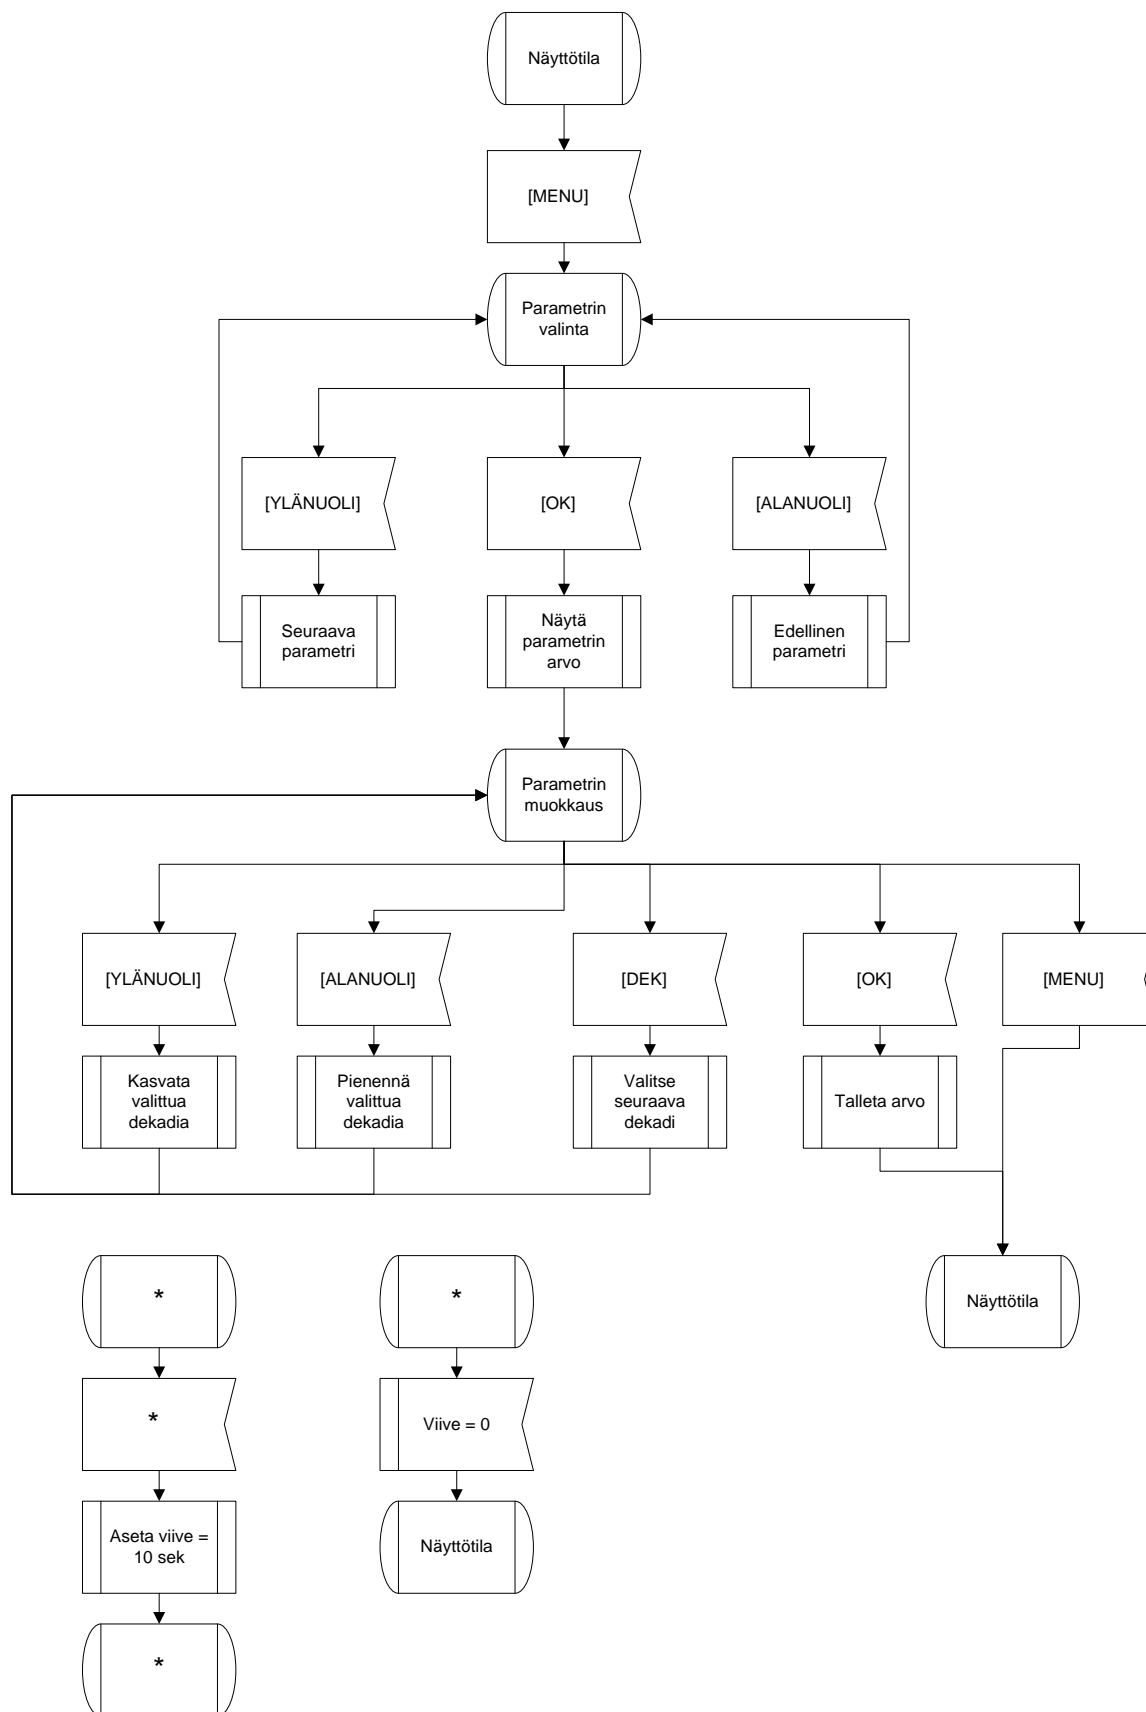 Näyttötila
[MENU]
Parametrin
valinta
[YLÄNUOLI]
[OK]
[ALANUOLI]
Seuraava
parametri
Näytä
parametrin
arvo
Edellinen
parametri
Parametrin
muokkaus
[YLÄNUOLI]
[ALANUOLI]
[DEK]
[OK]
[MENU]
Kasvata
valittua
dekadia
Pienennä
valittua
dekadia
Valitse
seuraava
dekadi
Talleta arvo
*
*
Näyttötila
*
Viive = 0
Aseta viive =
10 sek
Näyttötila
*